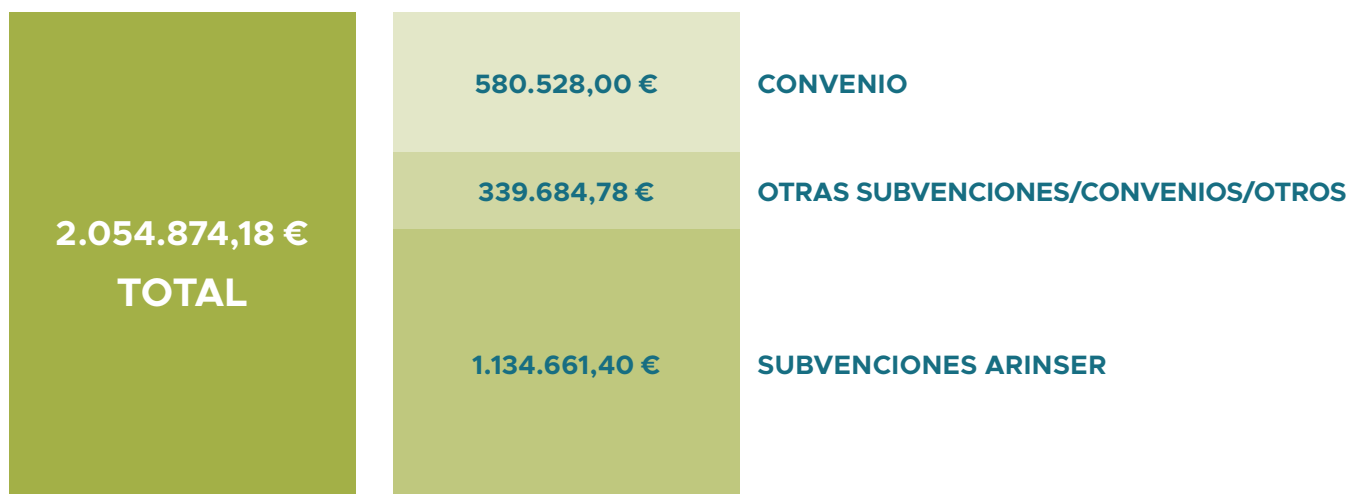 2.054.874,18 €
TOTAL
580.528,00 € CONVENIO
339.684,78 € OTRAS SUBVENCIONES/CONVENIOS/OTROS
1.134.661,40 € SUBVENCIONES ARINSER